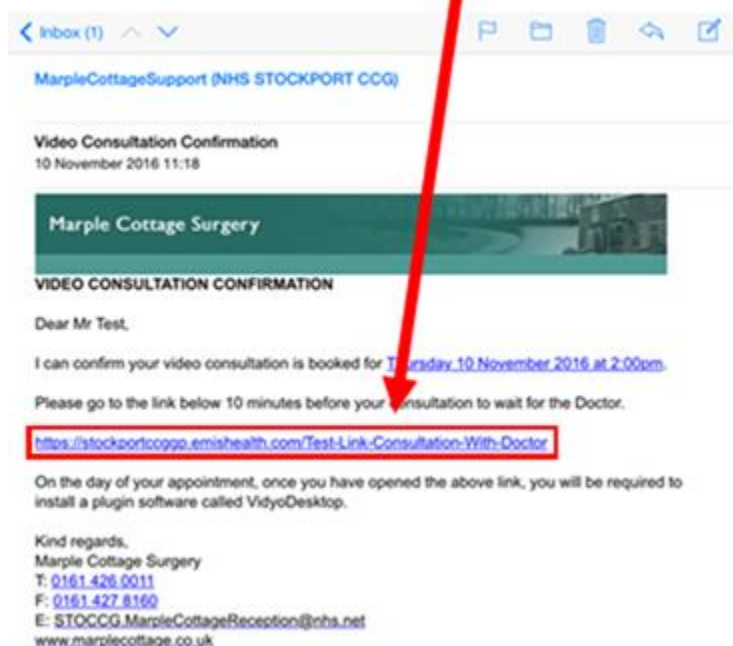 Inbox (1)
MarpleCottageSupport (NHS STOCKPORT CCG)
Video Consultation Confirmation
10 November 2016 11:18
Marple Cottage Surgery
VIDEO CONSULTATION CONFIRMATION
Dear Mr Test,
I can confirm your video consultation is booked for Thursday 10 November 2016 at 2:00pm.
Please go to the link below 10 minutes before your consultation to wait for the Doctor.
https://stockportccggp.emishealth.com/Test-Link-Consultation-With-Doctor
On the day of your appointment, once you have opened the above link, you will be required to
install a plugin software called VidyoDesktop.
Kind regards,
Marple Cottage Surgery
T: 0161 426 0011
F: 0161 427 8160
E: STOCCG.MarpleCottageReception@nhs.net
www.marplecottage.co.uk